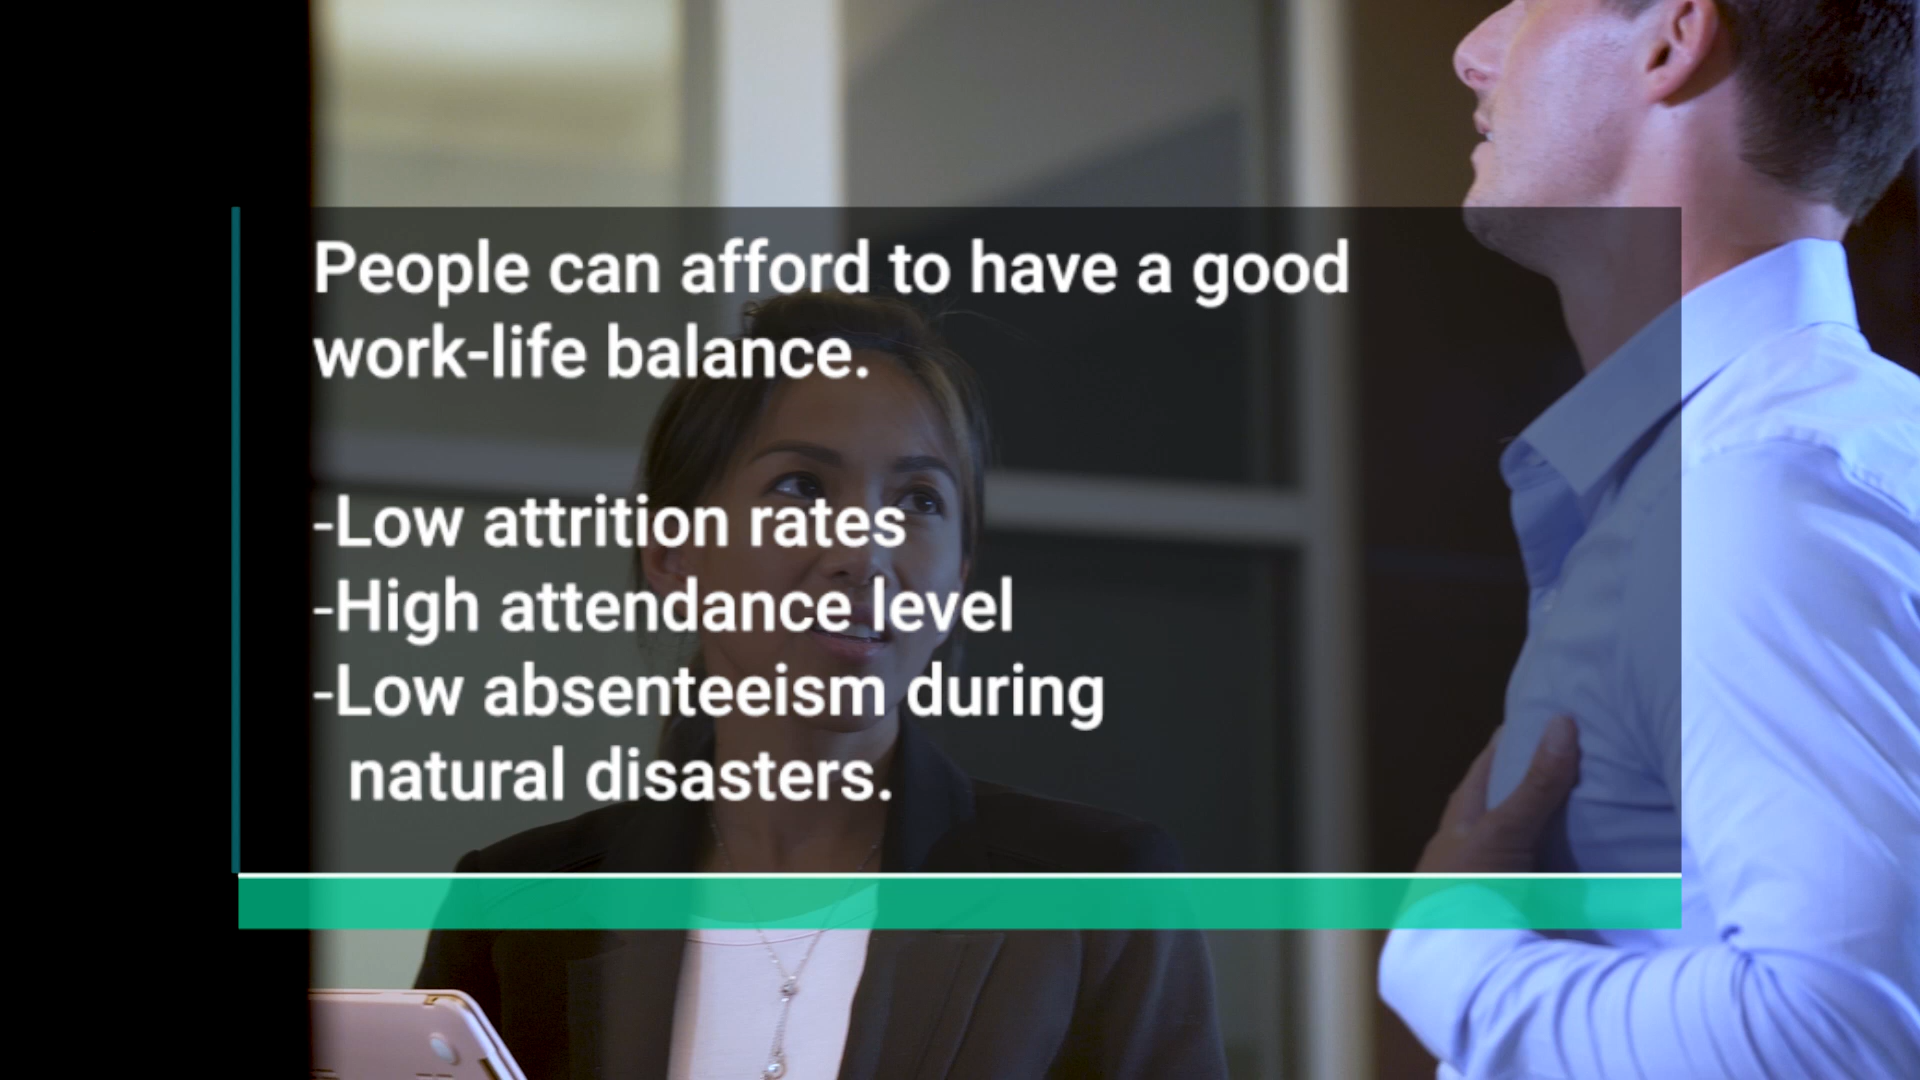 People can afford to have a good
work-life balance.
-Low attrition rates
-High attendance level
-Low absenteeism during
natural disasters.